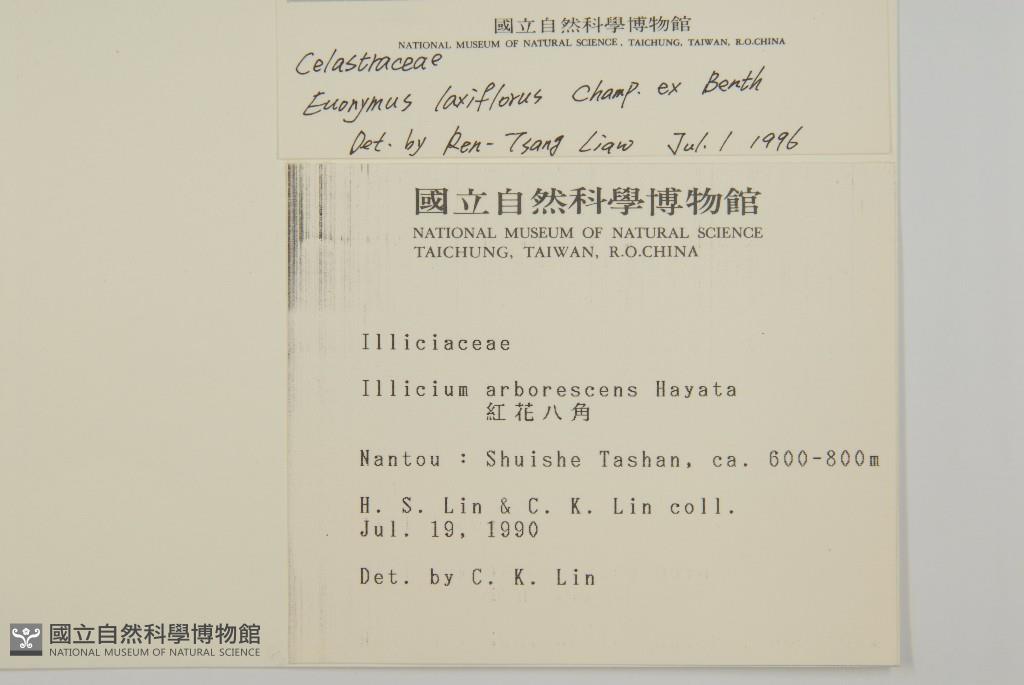 國立自然科學博物館
NATIONAL MUSEUM OF NATURAL SCIENCE, TAICHUNG, TAIWAN, R.O.CHINA
Celastraceae
Euonymus laxiflorus Champ. ex Benth
Det. by Ren-Tsang Liaw Jul. 1 1996
國立自然科學博物館
NATIONAL MUSEUM OF NATURAL SCIENCE
TAICHUNG, TAIWAN, R.O.CHINA
Illiciaceae
Illicium arborescens Hayata
紅花八角
Nantou : Shuishe Tashan, ca. 600-800m
H. S. Lin & C. K. Lin coll.
Jul. 19, 1990
Det. by C. K. Lin
國立自然科學博物館
NATIONAL MUSEUM OF NATURAL SCIENCE